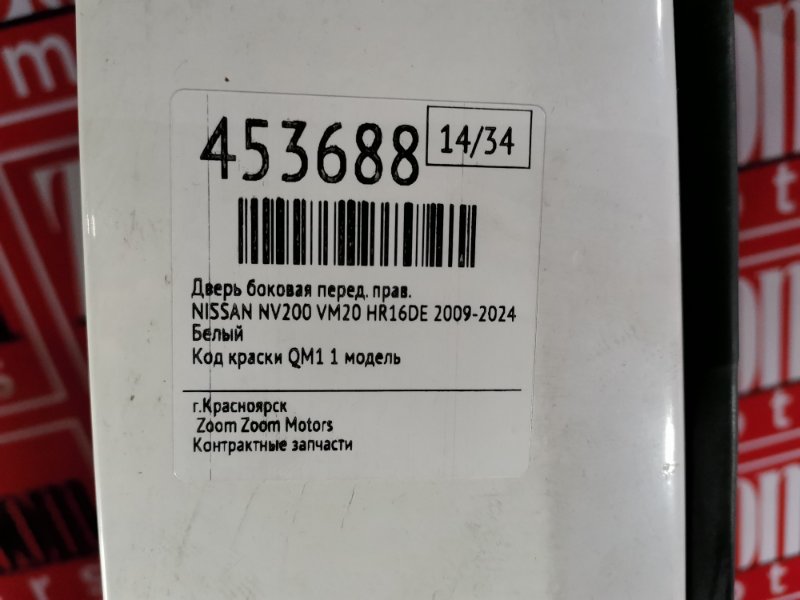 453688
14/34
Дверь боковая перед. прав.
NISSAN NV200 VM20 HR16DE 2009-2024
Белый
Код краски QM1 1 модель
г.Красноярск
Zoom Zoom Motors
Контрактные запчасти